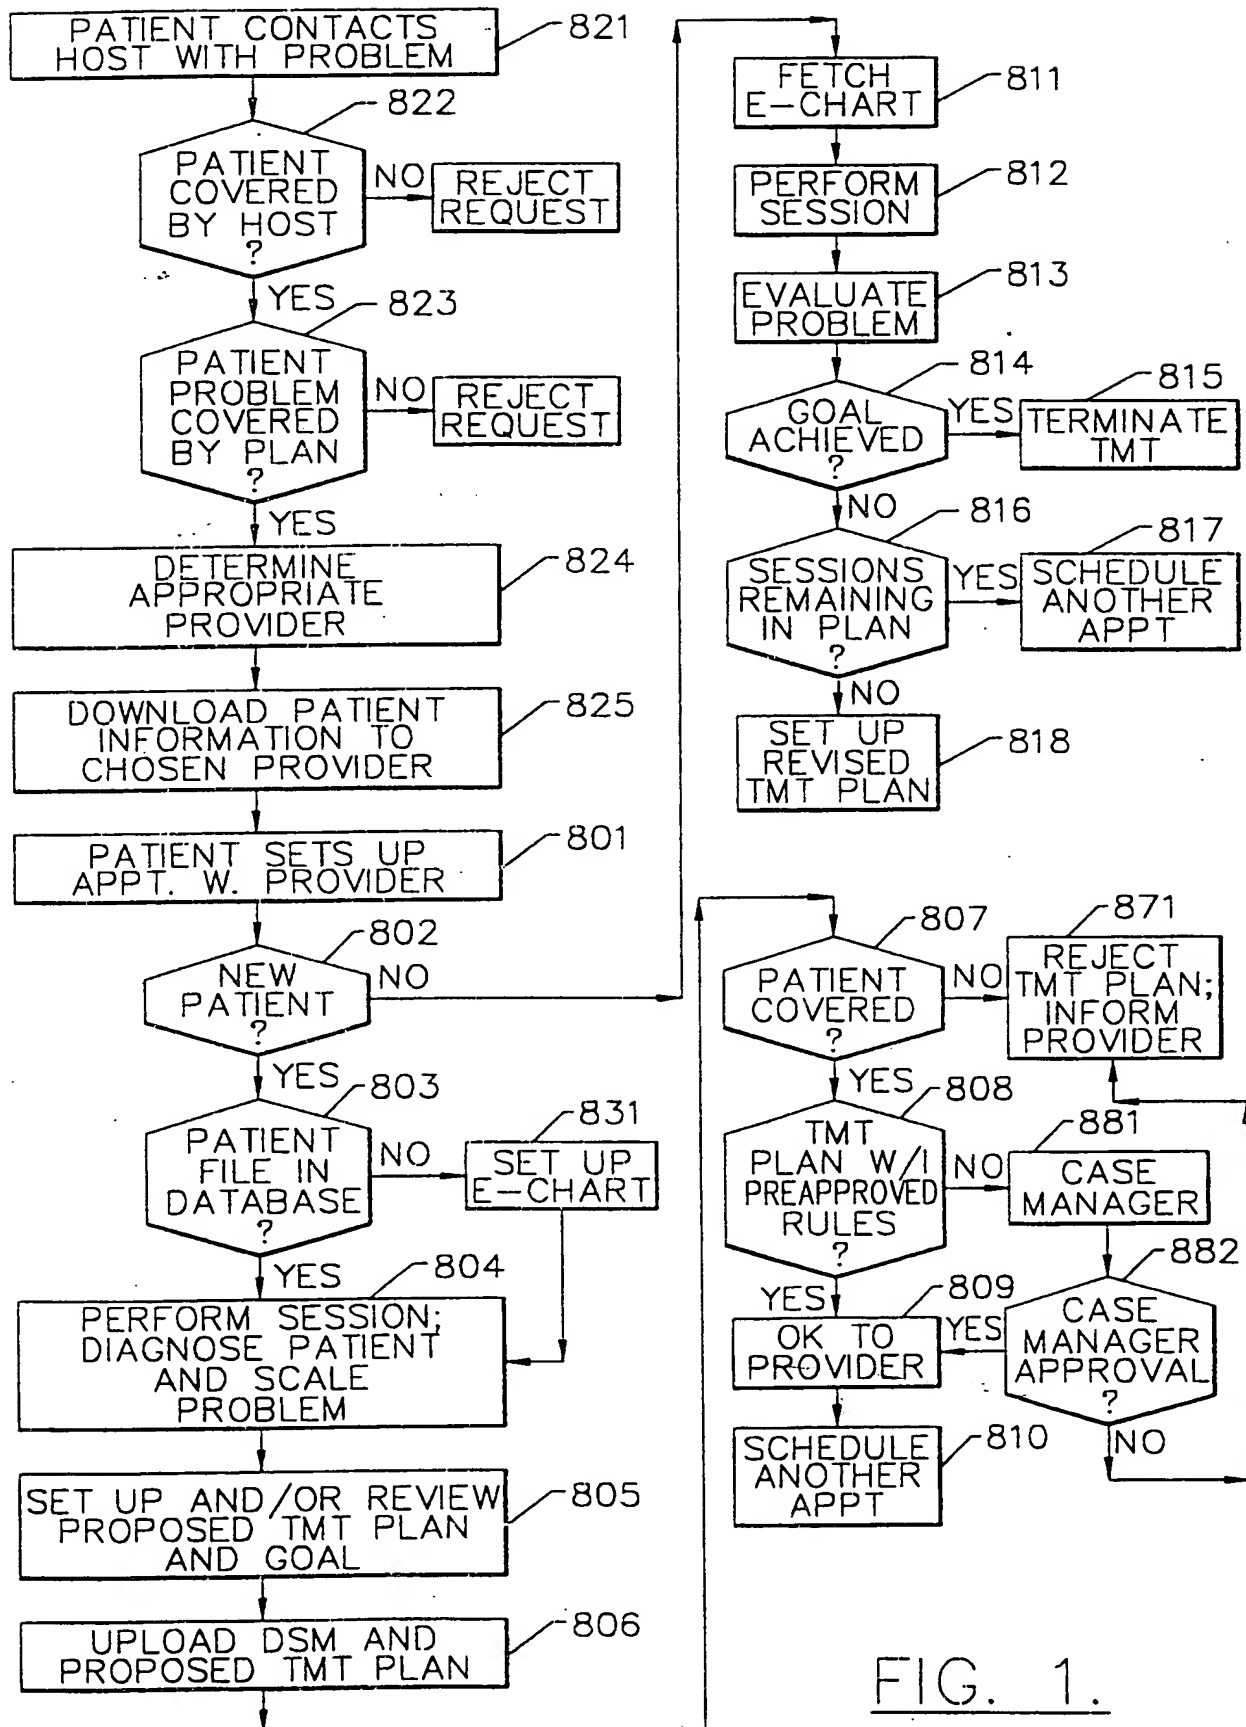 PATIENT CONTACTS
HOST WITH PROBLEM
821
822
PATIENT
COVERED
BY HOST
?
NO
REJECT
REQUEST
YES
823
PATIENT
PROBLEM
COVERED
BY PLAN
?
NO
REJECT
REQUEST
YES
DETERMINE
APPROPRIATE
PROVIDER
824
DOWNLOAD PATIENT
INFORMATION TO
CHOSEN PROVIDER
825
PATIENT SETS UP
APPT. W. PROVIDER
801
802
NEW
PATIENT
?
NO
YES
803
PATIENT
FILE IN
DATABASE
?
NO
831
SET UP
E-CHART
YES
804
PERFORM SESSION;
DIAGNOSE PATIENT
AND SCALE
PROBLEM
SET UP AND/OR REVIEW
PROPOSED TMT PLAN
AND GOAL
805
UPLOAD DSM AND
PROPOSED TMT PLAN
806
FETCH
E-CHART
811
PERFORM
SESSION
812
EVALUATE
PROBLEM
813
814
GOAL
ACHIEVED
?
YES
815
TERMINATE
TMT
NO
816
SESSIONS
REMAINING
IN PLAN
?
YES
817
SCHEDULE
ANOTHER
APPT
NO
SET UP
REVISED
TMT PLAN
818
807
PATIENT
COVERED
?
NO
871
REJECT
TMT PLAN;
INFORM
PROVIDER
YES
808
TMT
PLAN W/I
PREAPPROVED
RULES
?
NO
881
CASE
MANAGER
882
CASE
MANAGER
APPROVAL
?
YES
NO
YES
809
OK TO
PROVIDER
SCHEDULE
ANOTHER
APPT
810
FIG. 1.